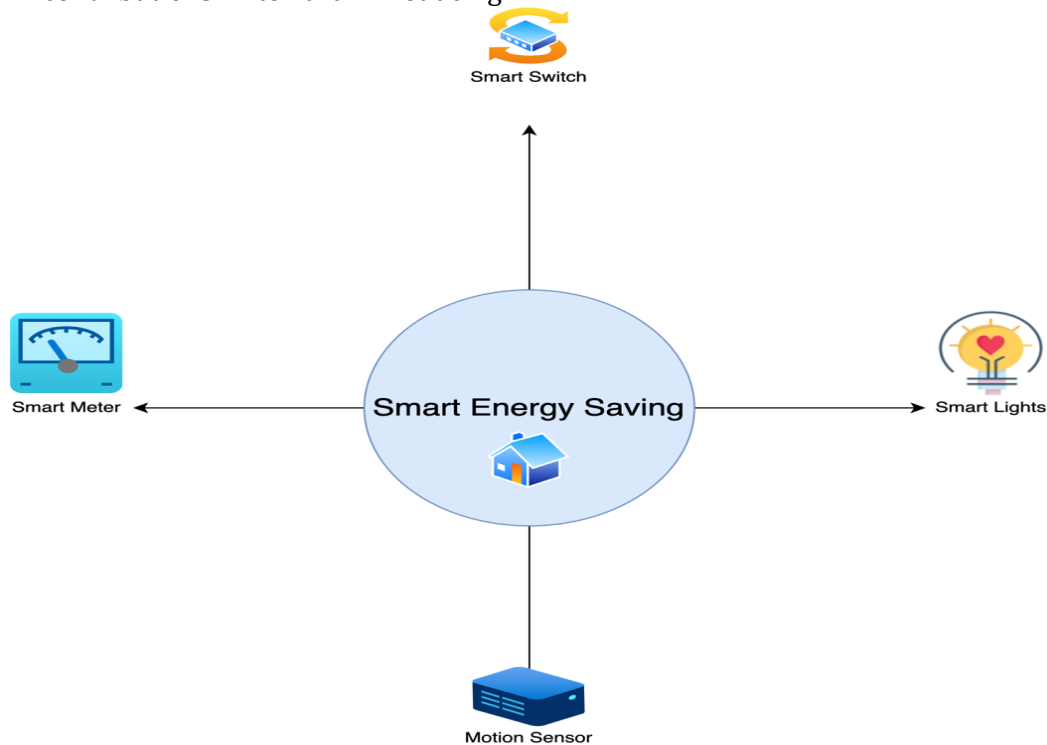 Smart Switch
Smart Meter
Smart Energy Saving
Smart Lights
Motion Sensor